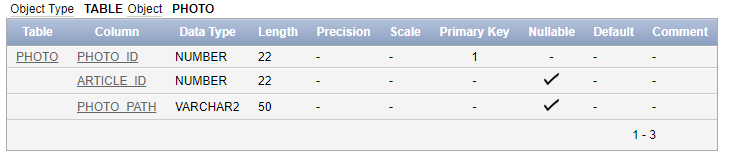 Object Type TABLE Object PHOTO
Table Column Data Type Length Precision Scale Primary Key Nullable Default Comment
PHOTO PHOTO_ID NUMBER 22 - - 1 - - -
ARTICLE_ID NUMBER 22 - - - ✓ - -
PHOTO_PATH VARCHAR2 50 - - - ✓ - -
1 - 3